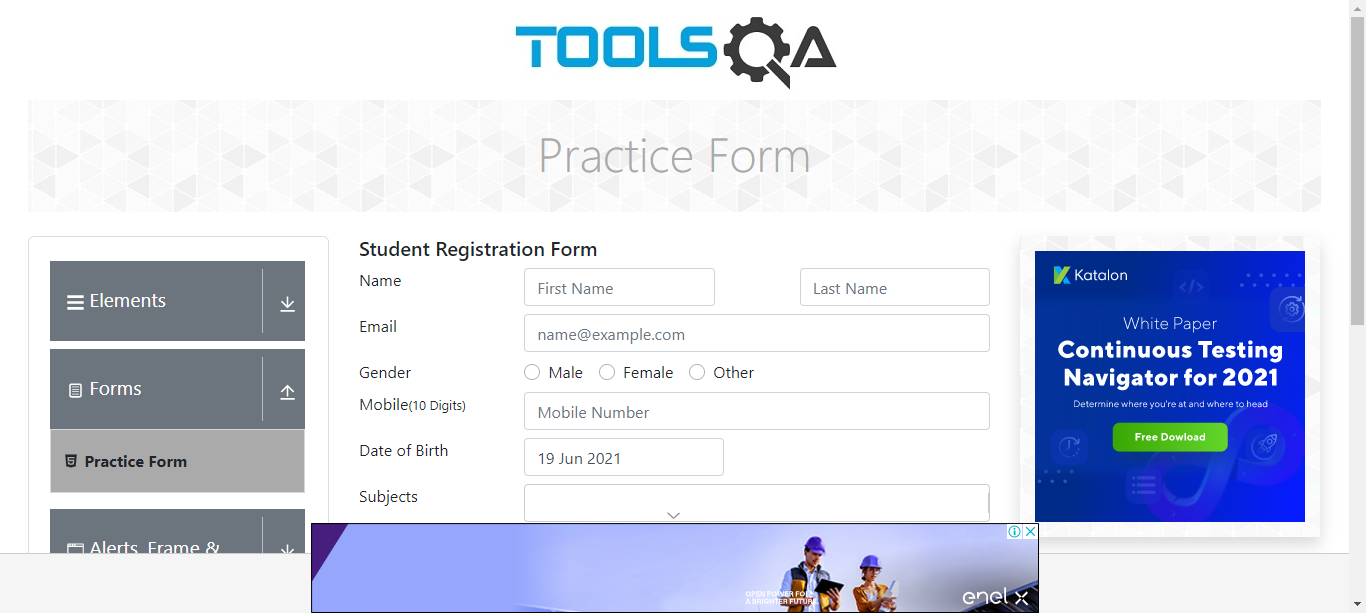 TOOLSQA
Practice Form
Elements
Forms
Practice Form
Alerts, Frame &
Student Registration Form
Name
First Name
Last Name
Email
name@example.com
Gender
Male
Female
Other
Mobile(10 Digits)
Mobile Number
Date of Birth
19 Jun 2021
Subjects
Katalon
White Paper
Continuous Testing
Navigator for 2021
Determine where you're at and where to head
Free Dowload
OPEN POWER FOR
A BRIGHTER FUTURE.
enel x